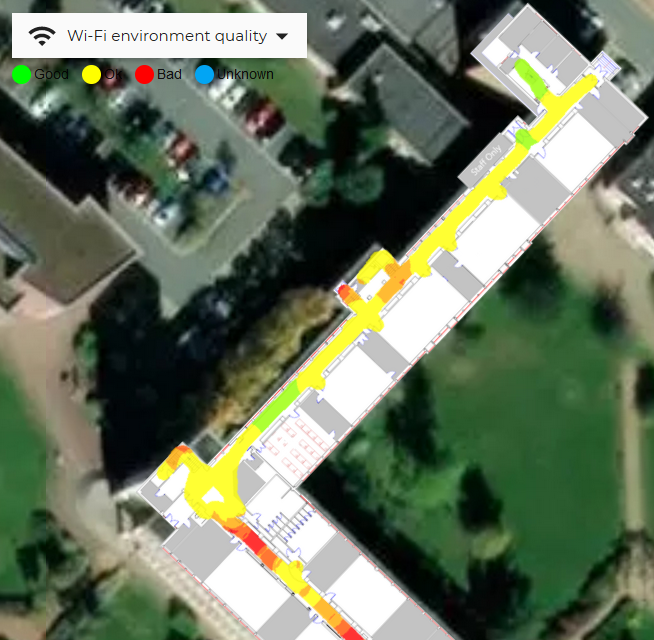 Wi-Fi environment quality
Good OK Bad Unknown
Staff Only